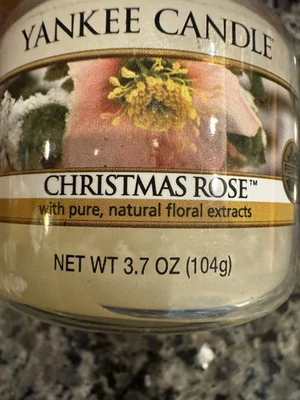 YANKEE CANDLE
CHRISTMAS ROSE™
with pure, natural floral extracts
NET WT 3.7 OZ (104g)